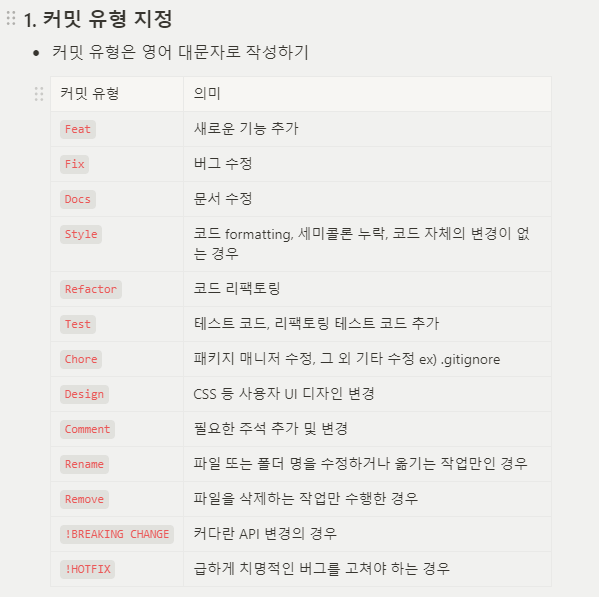 1. 커밋 유형 지정
• 커밋 유형은 영어 대문자로 작성하기
커밋 유형 의미
Feat 새로운 기능 추가
Fix 버그 수정
Docs 문서 수정
Style 코드 formatting, 세미콜론 누락, 코드 자체의 변경이 없
는 경우
Refactor 코드 리팩토링
Test 테스트 코드, 리팩토링 테스트 코드 추가
Chore 패키지 매니저 수정, 그 외 기타 수정 ex) .gitignore
Design CSS 등 사용자 UI 디자인 변경
Comment 필요한 주석 추가 및 변경
Rename 파일 또는 폴더 명을 수정하거나 옮기는 작업만인 경우
Remove 파일을 삭제하는 작업만 수행한 경우
!BREAKING CHANGE 커다란 API 변경의 경우
!HOTFIX 급하게 치명적인 버그를 고쳐야 하는 경우